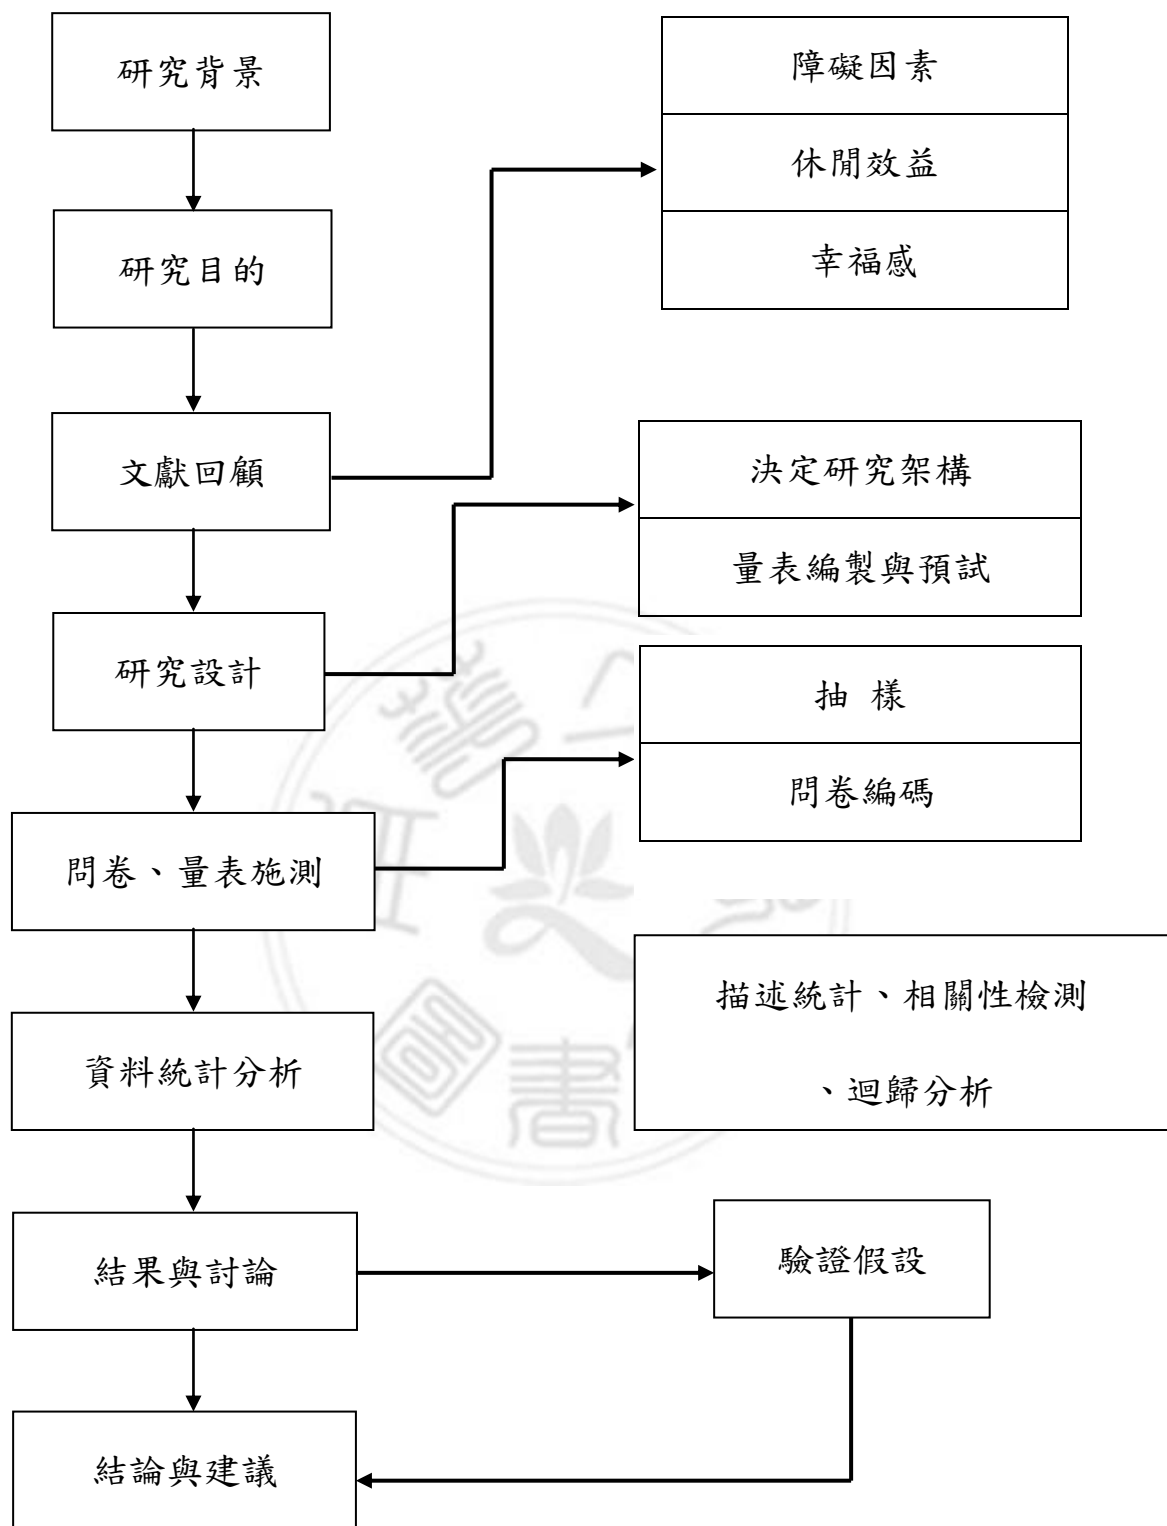 研究背景
研究目的
文獻回顧
研究設計
問卷、量表施測
資料統計分析
結果與討論
結論與建議
障礙因素
休閒效益
幸福感
決定研究架構
量表編製與預試
抽 樣
問卷編碼
描述統計、相關性檢測
、迴歸分析
驗證假設